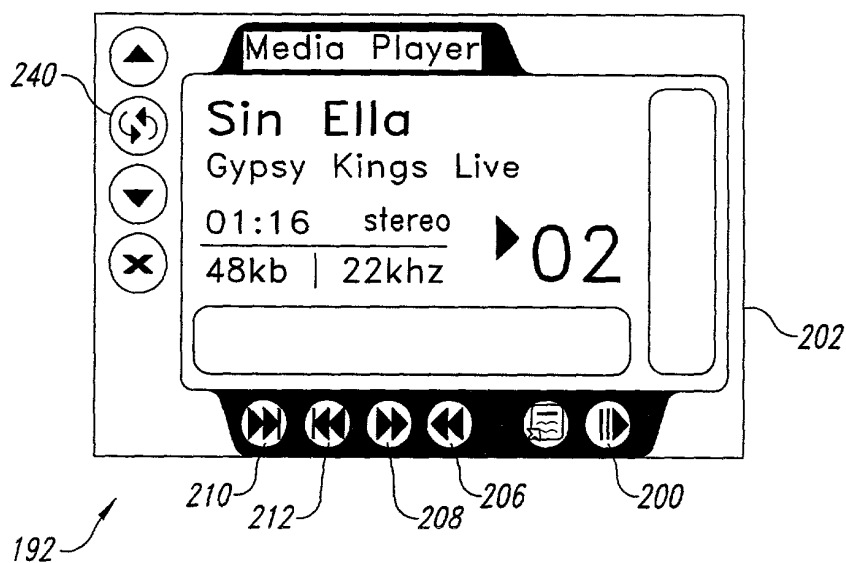 Media Player
240
Sin Ella
Gypsy Kings Live
01:16 stereo
02
48kb | 22khz
202
210
212
208
206
200
192